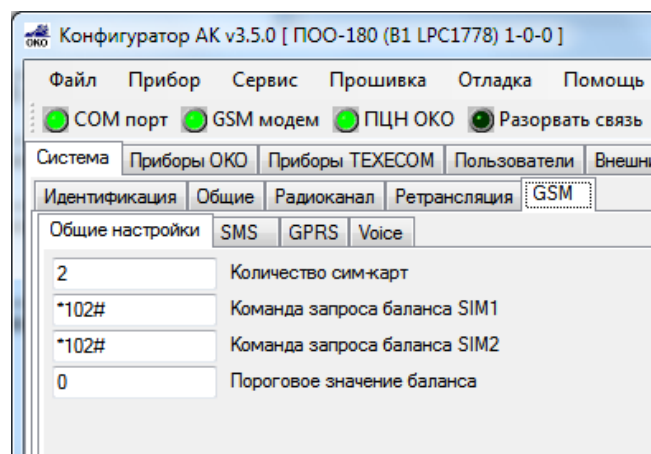 око Конфигуратор АК v3.5.0 [ ПОО-180 (B1 LPC1778) 1-0-0 ]
Файл Прибор Сервис Прошивка Отладка Помощь
COM порт GSM модем ПЦН ОКО Разорвать связь
Система Приборы ОКО Приборы TEXECOM Пользователи
Идентификация Общие Радиоканал Ретрансляция GSM
Общие настройки SMS GPRS Voice
2 Количество сим-карт
*102# Команда запроса баланса SIM1
*102# Команда запроса баланса SIM2
0 Пороговое значение баланса